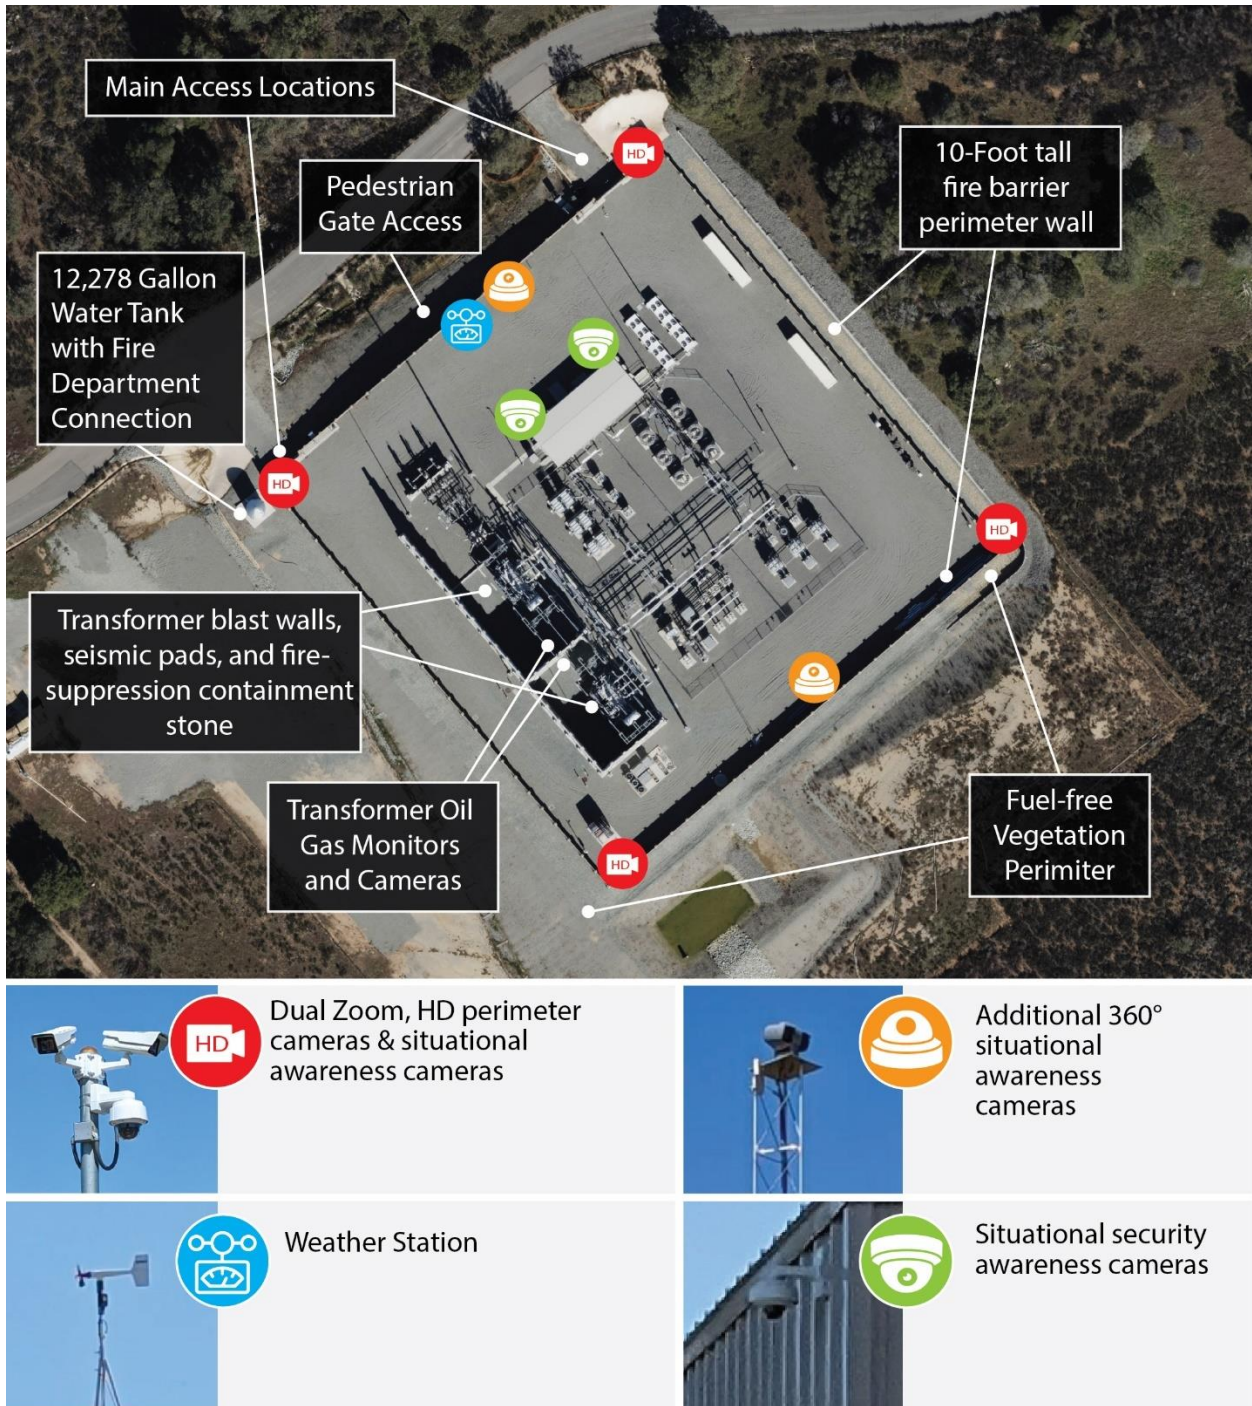 Main Access Locations
Pedestrian
Gate Access
10-Foot tall
fire barrier
perimeter wall
HD
12,278 Gallon
Water Tank
with Fire
Department
Connection
HD
HD
Transformer blast walls,
seismic pads, and fire-
suppression containment
stone
Transformer Oil
Gas Monitors
and Cameras
HD
Fuel-free
Vegetation
Perimiter
HD
Dual Zoom, HD perimeter
cameras & situational
awareness cameras
Additional 360°
situational
awareness
cameras
Weather Station
Situational security
awareness cameras